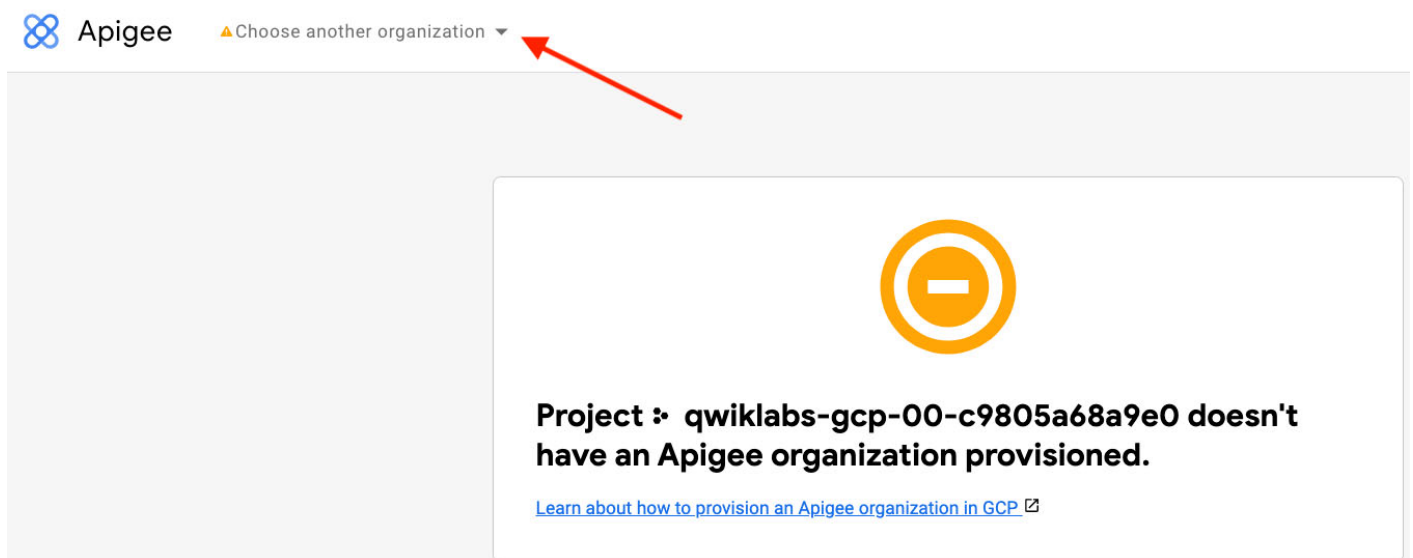 Apigee
Choose another organization
Project qwiklabs-gcp-00-c9805a68a9e0 doesn't
have an Apigee organization provisioned.
Learn about how to provision an Apigee organization in GCP